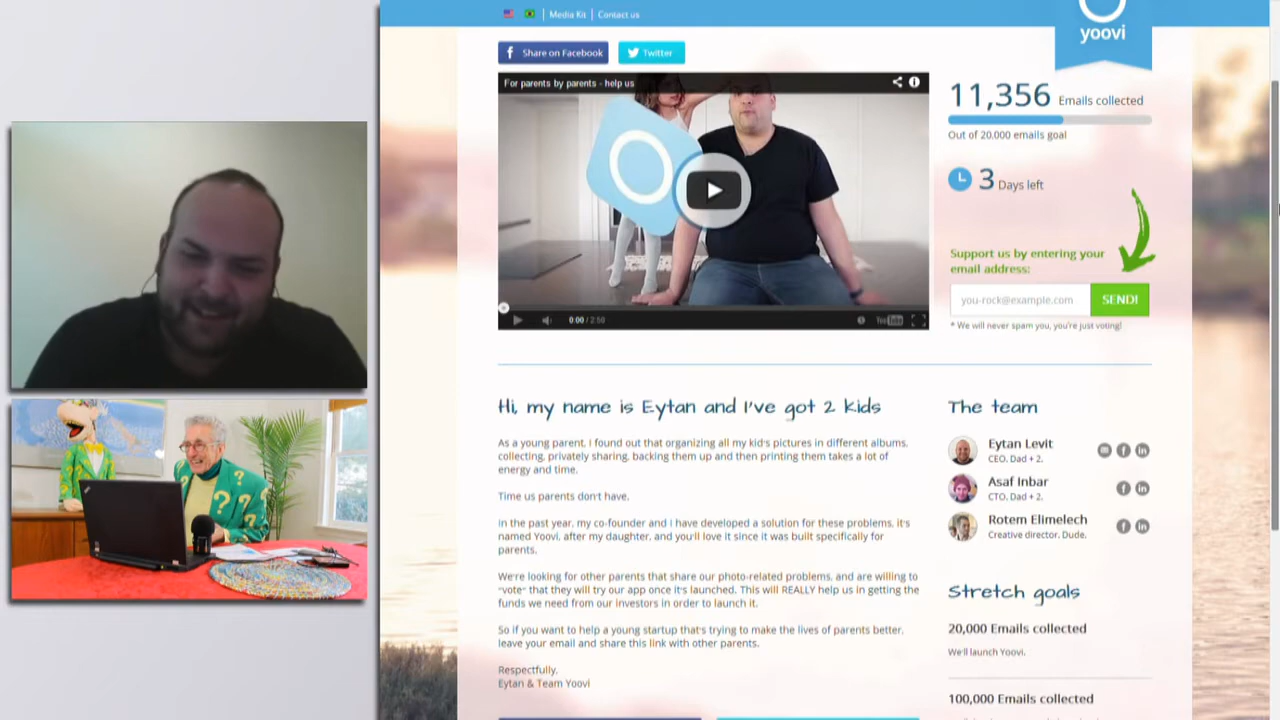 Media Kit
Contact us
yoovi
Share on Facebook
Twitter
For parents by parents - help us
0:00 / 2:59
YouTube
11,356 Emails collected
Out of 20.000 emails goal
3 Days left
Support us by entering your
email address:
you-rock@example.com
SEND!
* We will never spam you, you're just voting!
Hi, my name is Eytan and I've got 2 kids
As a young parent, I found out that organizing all my kid's pictures in different albums,
collecting, privately sharing, backing them up and then printing them takes a lot of
energy and time.
Time us parents don't have.
In the past year, my co-founder and I have developed a solution for these problems, it's
named Yoovi, after my daughter, and you'll love it since it was built specifically for
parents.
We're looking for other parents that share our photo-related problems, and are willing to
"vote" that they will try our app once it's launched. This will REALLY help us in getting the
funds we need from our investors in order to launch it.
So if you want to help a young startup that's trying to make the lives of parents better,
leave your email and share this link with other parents.
Respectfully,
Eytan & Team Yoovi
The team
Eytan Levit
CEO. Dad + 2.
Asaf Inbar
CTO. Dad + 2.
Rotem Elimelech
Creative director. Dude.
Stretch goals
20,000 Emails collected
We'll launch Yoovi.
100,000 Emails collected